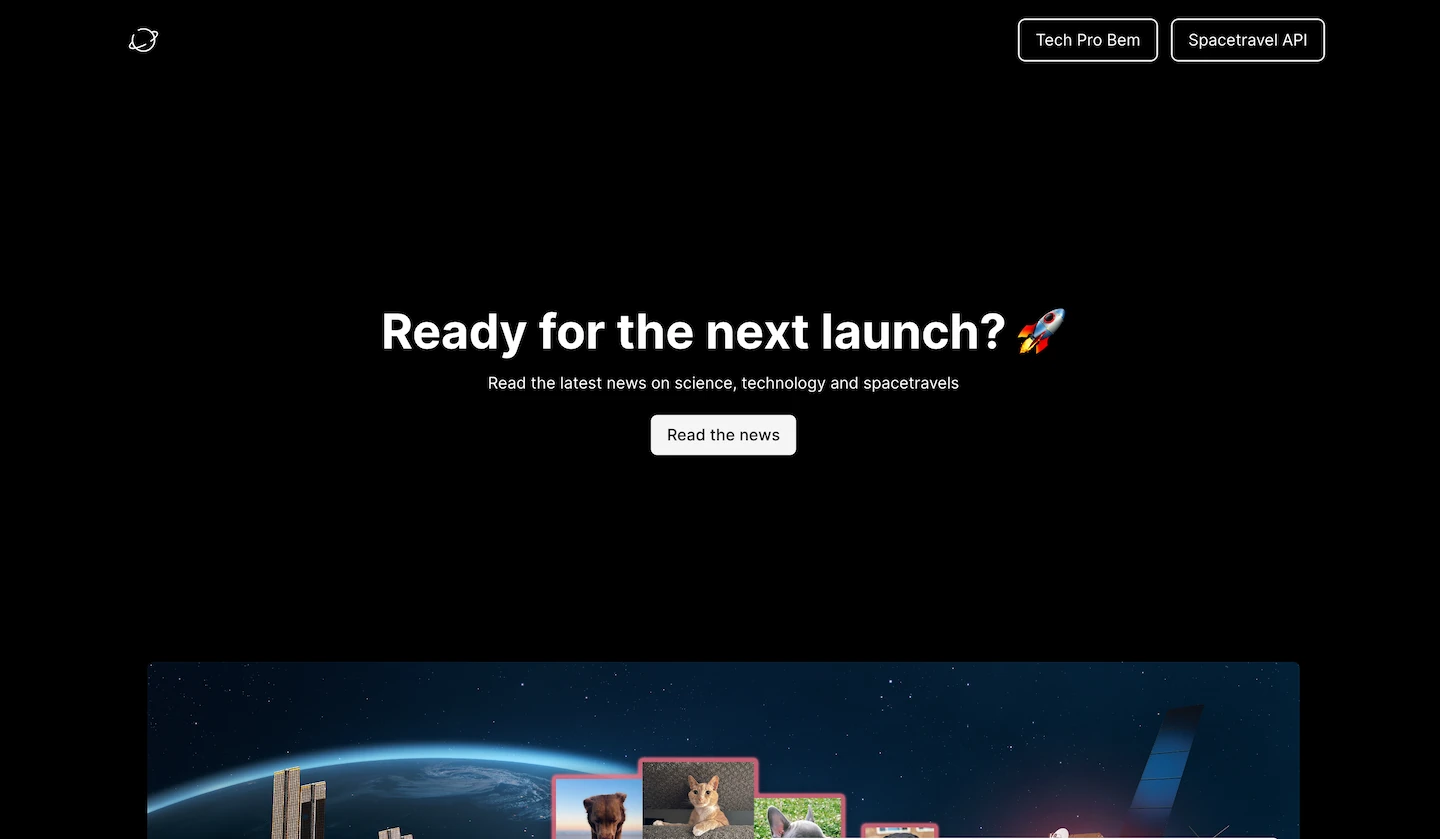 Tech Pro Bem
Spacetravel API
Ready for the next launch? 🚀
Read the latest news on science, technology and spacetravels
Read the news